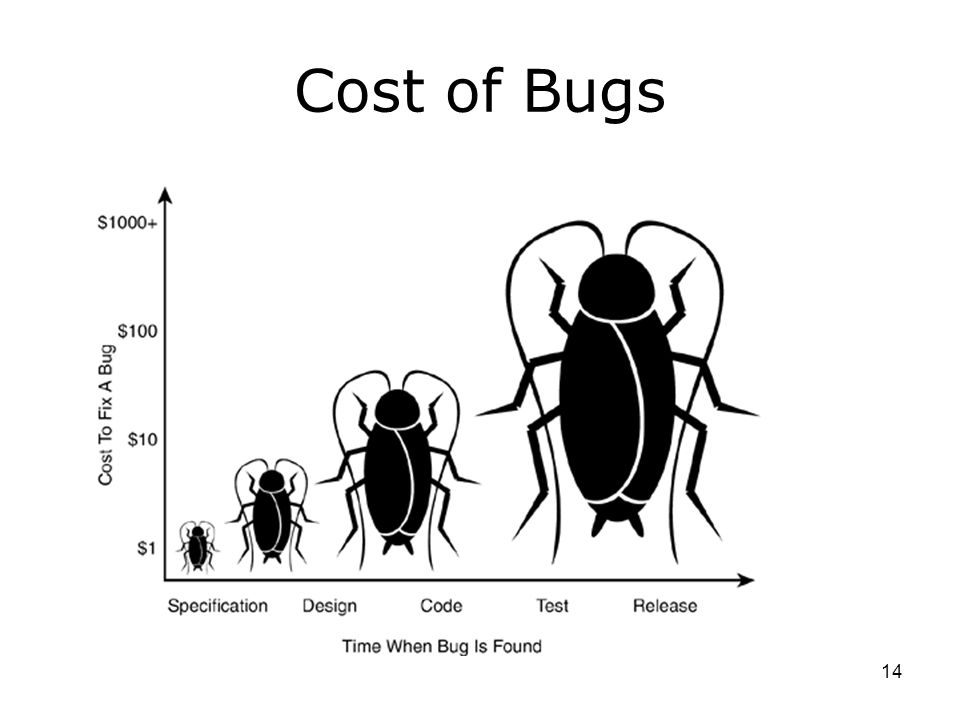 Cost of Bugs
$1000+
$100
$10
$1
Cost To Fix A Bug
Specification Design Code Test Release
Time When Bug Is Found
14